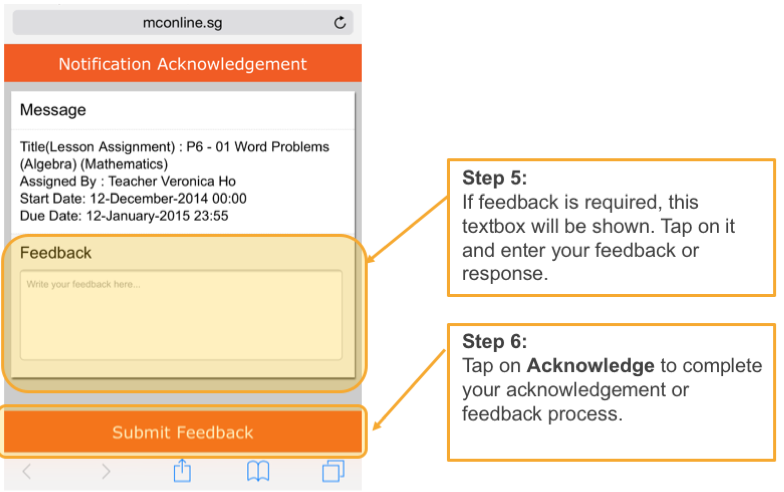 mconline.sg
Notification Acknowledgement
Message
Title(Lesson Assignment) : P6 - 01 Word Problems
(Algebra) (Mathematics)
Assigned By : Teacher Veronica Ho
Start Date: 12-December-2014 00:00
Due Date: 12-January-2015 23:55
Feedback
Write your feedback here...
Submit Feedback
Step 5:
If feedback is required, this
textbox will be shown. Tap on it
and enter your feedback or
response.
Step 6:
Tap on Acknowledge to complete
your acknowledgement or
feedback process.